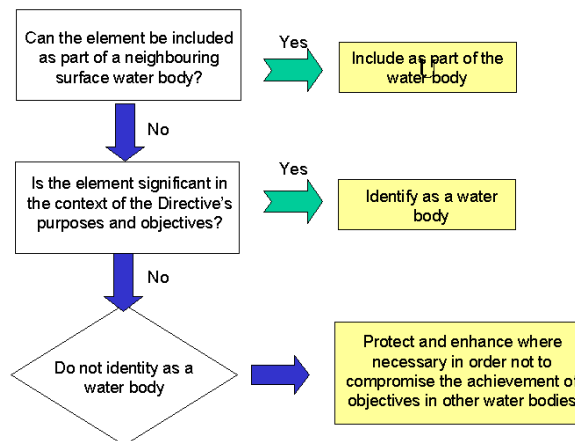 Can the element be included
as part of a neighbouring
surface water body?
Yes
Include as part of the
water body
No
Is the element significant in
the context of the Directive's
purposes and objectives?
Yes
Identify as a water
body
No
Do not identity as a
water body
Protect and enhance where
necessary in order not to
compromise the achievement of
objectives in other water bodies